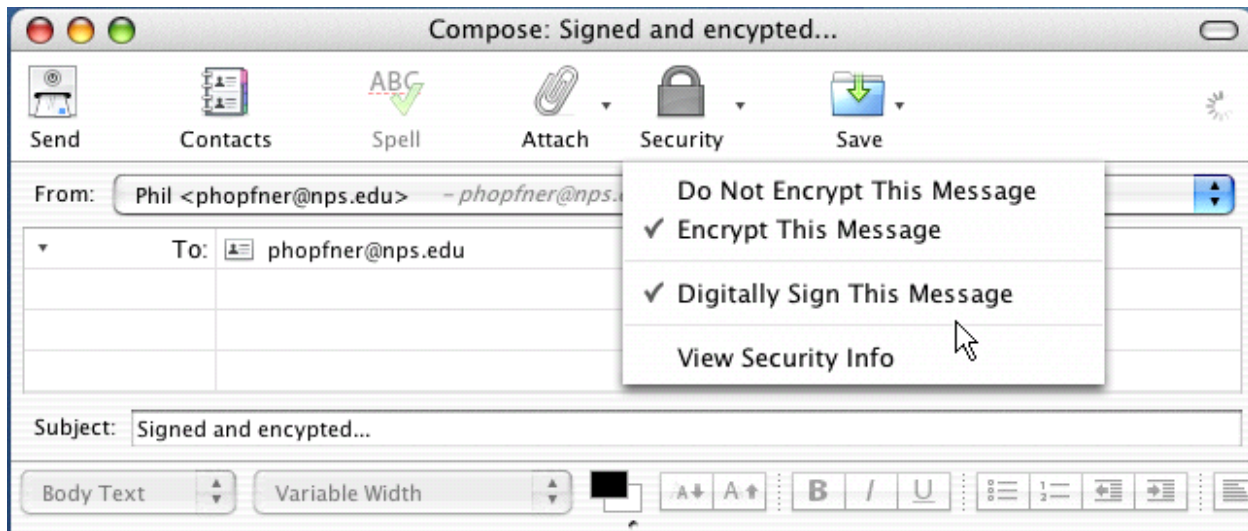 Compose: Signed and encypted...
Send Contacts Spell Attach Security Save
From: Phil <phopfner@nps.edu> – phopfner@nps.
Do Not Encrypt This Message
✓ Encrypt This Message
To: phopfner@nps.edu
✓ Digitally Sign This Message
View Security Info
Subject: Signed and encypted...
Body Text Variable Width A A B I U